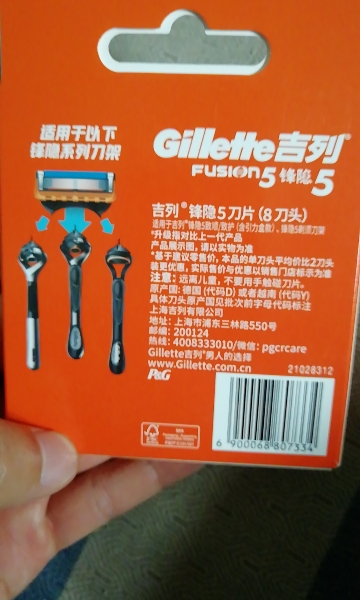 适用于以下
锋隐系列刀架
Gillette吉列
FUSION5 锋隐5
吉列® 锋隐5刀片 (8刀头)
*升级指对比上一代产品
产品展示图,请以实物为准
*基于建议零售价,本品的单刀头平均价比2刀头
装更优惠,实际售价与优惠以销售门店标示为准
注意:远离儿童,不要用手触碰刀片。
原产国:德国 (代码D) 或者越南 (代码Y)
具体刀头原产国见批次前字母代码标注
上海吉列有限公司
地址:上海市浦东三林路550号
邮编:200124
热线:4008333010/微信:pgcrcare
Gillette吉列®男人的选择
www.Gillette.com.cn
P&G
21028312
FSC
6 900068 807334